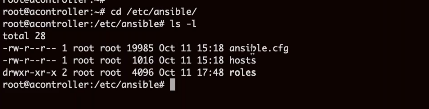 root@acontroller:~#
root@acontroller:~# cd /etc/ansible/
root@acontroller:/etc/ansible# ls -l
total 28
-rw-r--r-- 1 root root 19985 Oct 11 15:18 ansible.cfg
-rw-r--r-- 1 root root  1016 Oct 11 15:18 hosts
drwxr-xr-x 2 root root  4096 Oct 11 17:48 roles
root@acontroller:/etc/ansible#